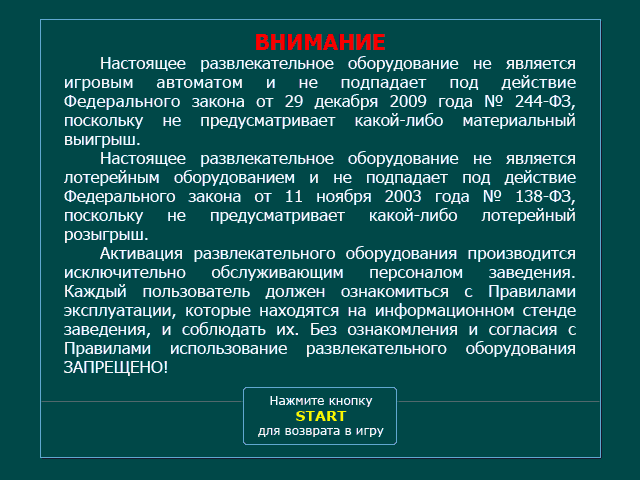 ВНИМАНИЕ
Настоящее развлекательное оборудование не является
игровым автоматом и не подпадает под действие
Федерального закона от 29 декабря 2009 года № 244-ФЗ,
поскольку не предусматривает какой-либо материальный
выигрыш.
Настоящее развлекательное оборудование не является
лотерейным оборудованием и не подпадает под действие
Федерального закона от 11 ноября 2003 года № 138-ФЗ,
поскольку не предусматривает какой-либо лотерейный
розыгрыш.
Активация развлекательного оборудования производится
исключительно обслуживающим персоналом заведения.
Каждый пользователь должен ознакомиться с Правилами
эксплуатации, которые находятся на информационном стенде
заведения, и соблюдать их. Без ознакомления и согласия с
Правилами использование развлекательного оборудования
ЗАПРЕЩЕНО!
Нажмите кнопку
START
для возврата в игру